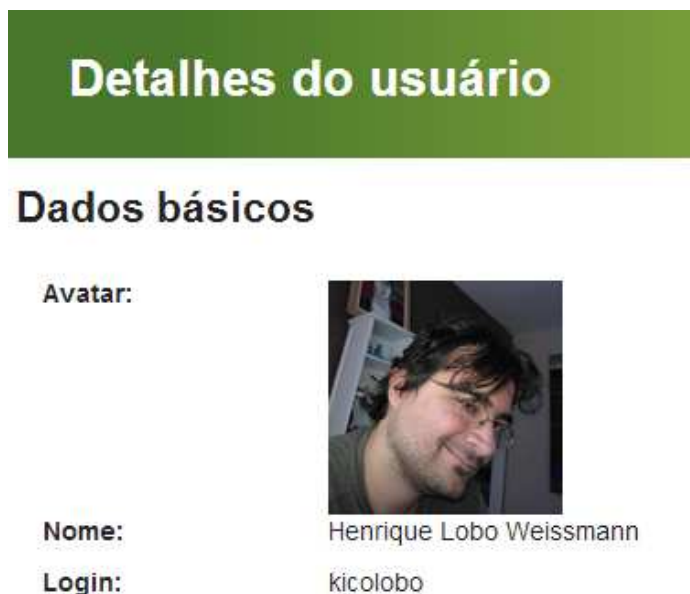 Detalhes do usuário
Dados básicos
Avatar:
Nome: Henrique Lobo Weissmann
Login: kicolobo